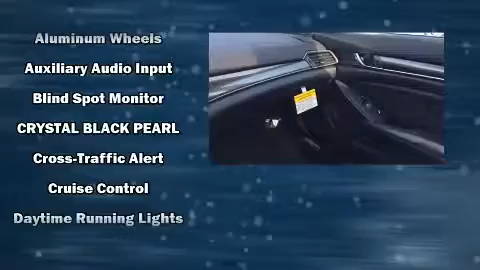 Aluminum Wheels
Auxiliary Audio Input
Blind Spot Monitor
CRYSTAL BLACK PEARL
Cross-Traffic Alert
Cruise Control
Daytime Running Lights